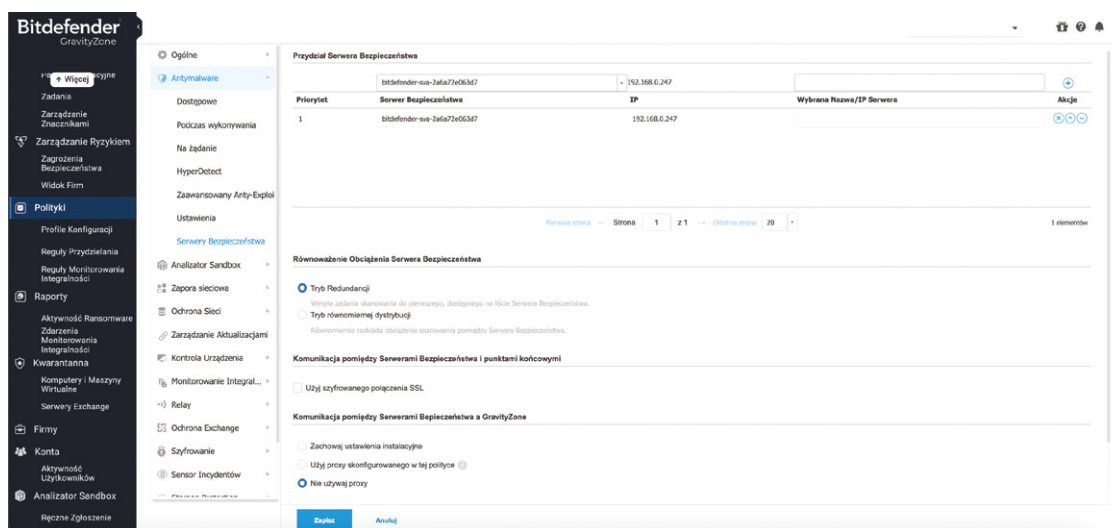 Bitdefender
GravityZone
↑ Więcej
Zadania
Zarządzanie
Znacznikami
Zarządzanie Ryzykiem
Zagrożenia
Bezpieczeństwa
Widok Firm
Polityki
Profile Konfiguracji
Reguły Przydzielania
Reguły Monitorowania
Integralności
Raporty
Aktywność Ransomware
Zdarzenia
Monitorowania
Integralności
Kwarantanna
Komputery i Maszyny
Wirtualne
Serwery Exchange
Firmy
Konta
Aktywność
Użytkowników
Analizator Sandbox
Ręczne Zgłoszenie
Ogólne
Antymalware
Dostępowe
Podczas wykonywania
Na żądanie
HyperDetect
Zaawansowany Anty-Exploi
Ustawienia
Serwery Bezpieczeństwa
Analizator Sandbox
Zapora sieciowa
Ochrona Sieci
Zarządzanie Aktualizacjami
Kontrola Urządzenia
Monitorowanie Integral...
Relay
Ochrona Exchange
Szyfrowanie
Sensor Incydentów
Przydział Serwera Bezpieczeństwa
bitdefender-sva-2a6a72e063d7 192.168.0.247
Priorytet Serwer Bezpieczeństwa IP Wybrana Nazwa/IP Serwera Akcje
1 bitdefender-sva-2a6a72e063d7 192.168.0.247
Pierwsza strona ← Strona 1 z 1 → Ostatnia strona 20 1 elementów
Równoważenie Obciążenia Serwera Bezpieczeństwa
Tryb Redundancji
Wysyła zadania skanowania do pierwszego, dostępnego na liście Serwera Bezpieczeństwa.
Tryb równomiernej dystrybucji
Równomiernie rozkłada obciążenie skanowania pomiędzy Serwery Bezpieczeństwa.
Komunikacja pomiędzy Serwerami Bezpieczeństwa i punktami końcowymi
Użyj szyfrowanego połączenia SSL
Komunikacja pomiędzy Serwerami Bepieczeństwa a GravityZone
Zachowaj ustawienia instalacyjne
Użyj proxy skonfigurowanego w tej polityce
Nie używaj proxy
Zapisz Anuluj